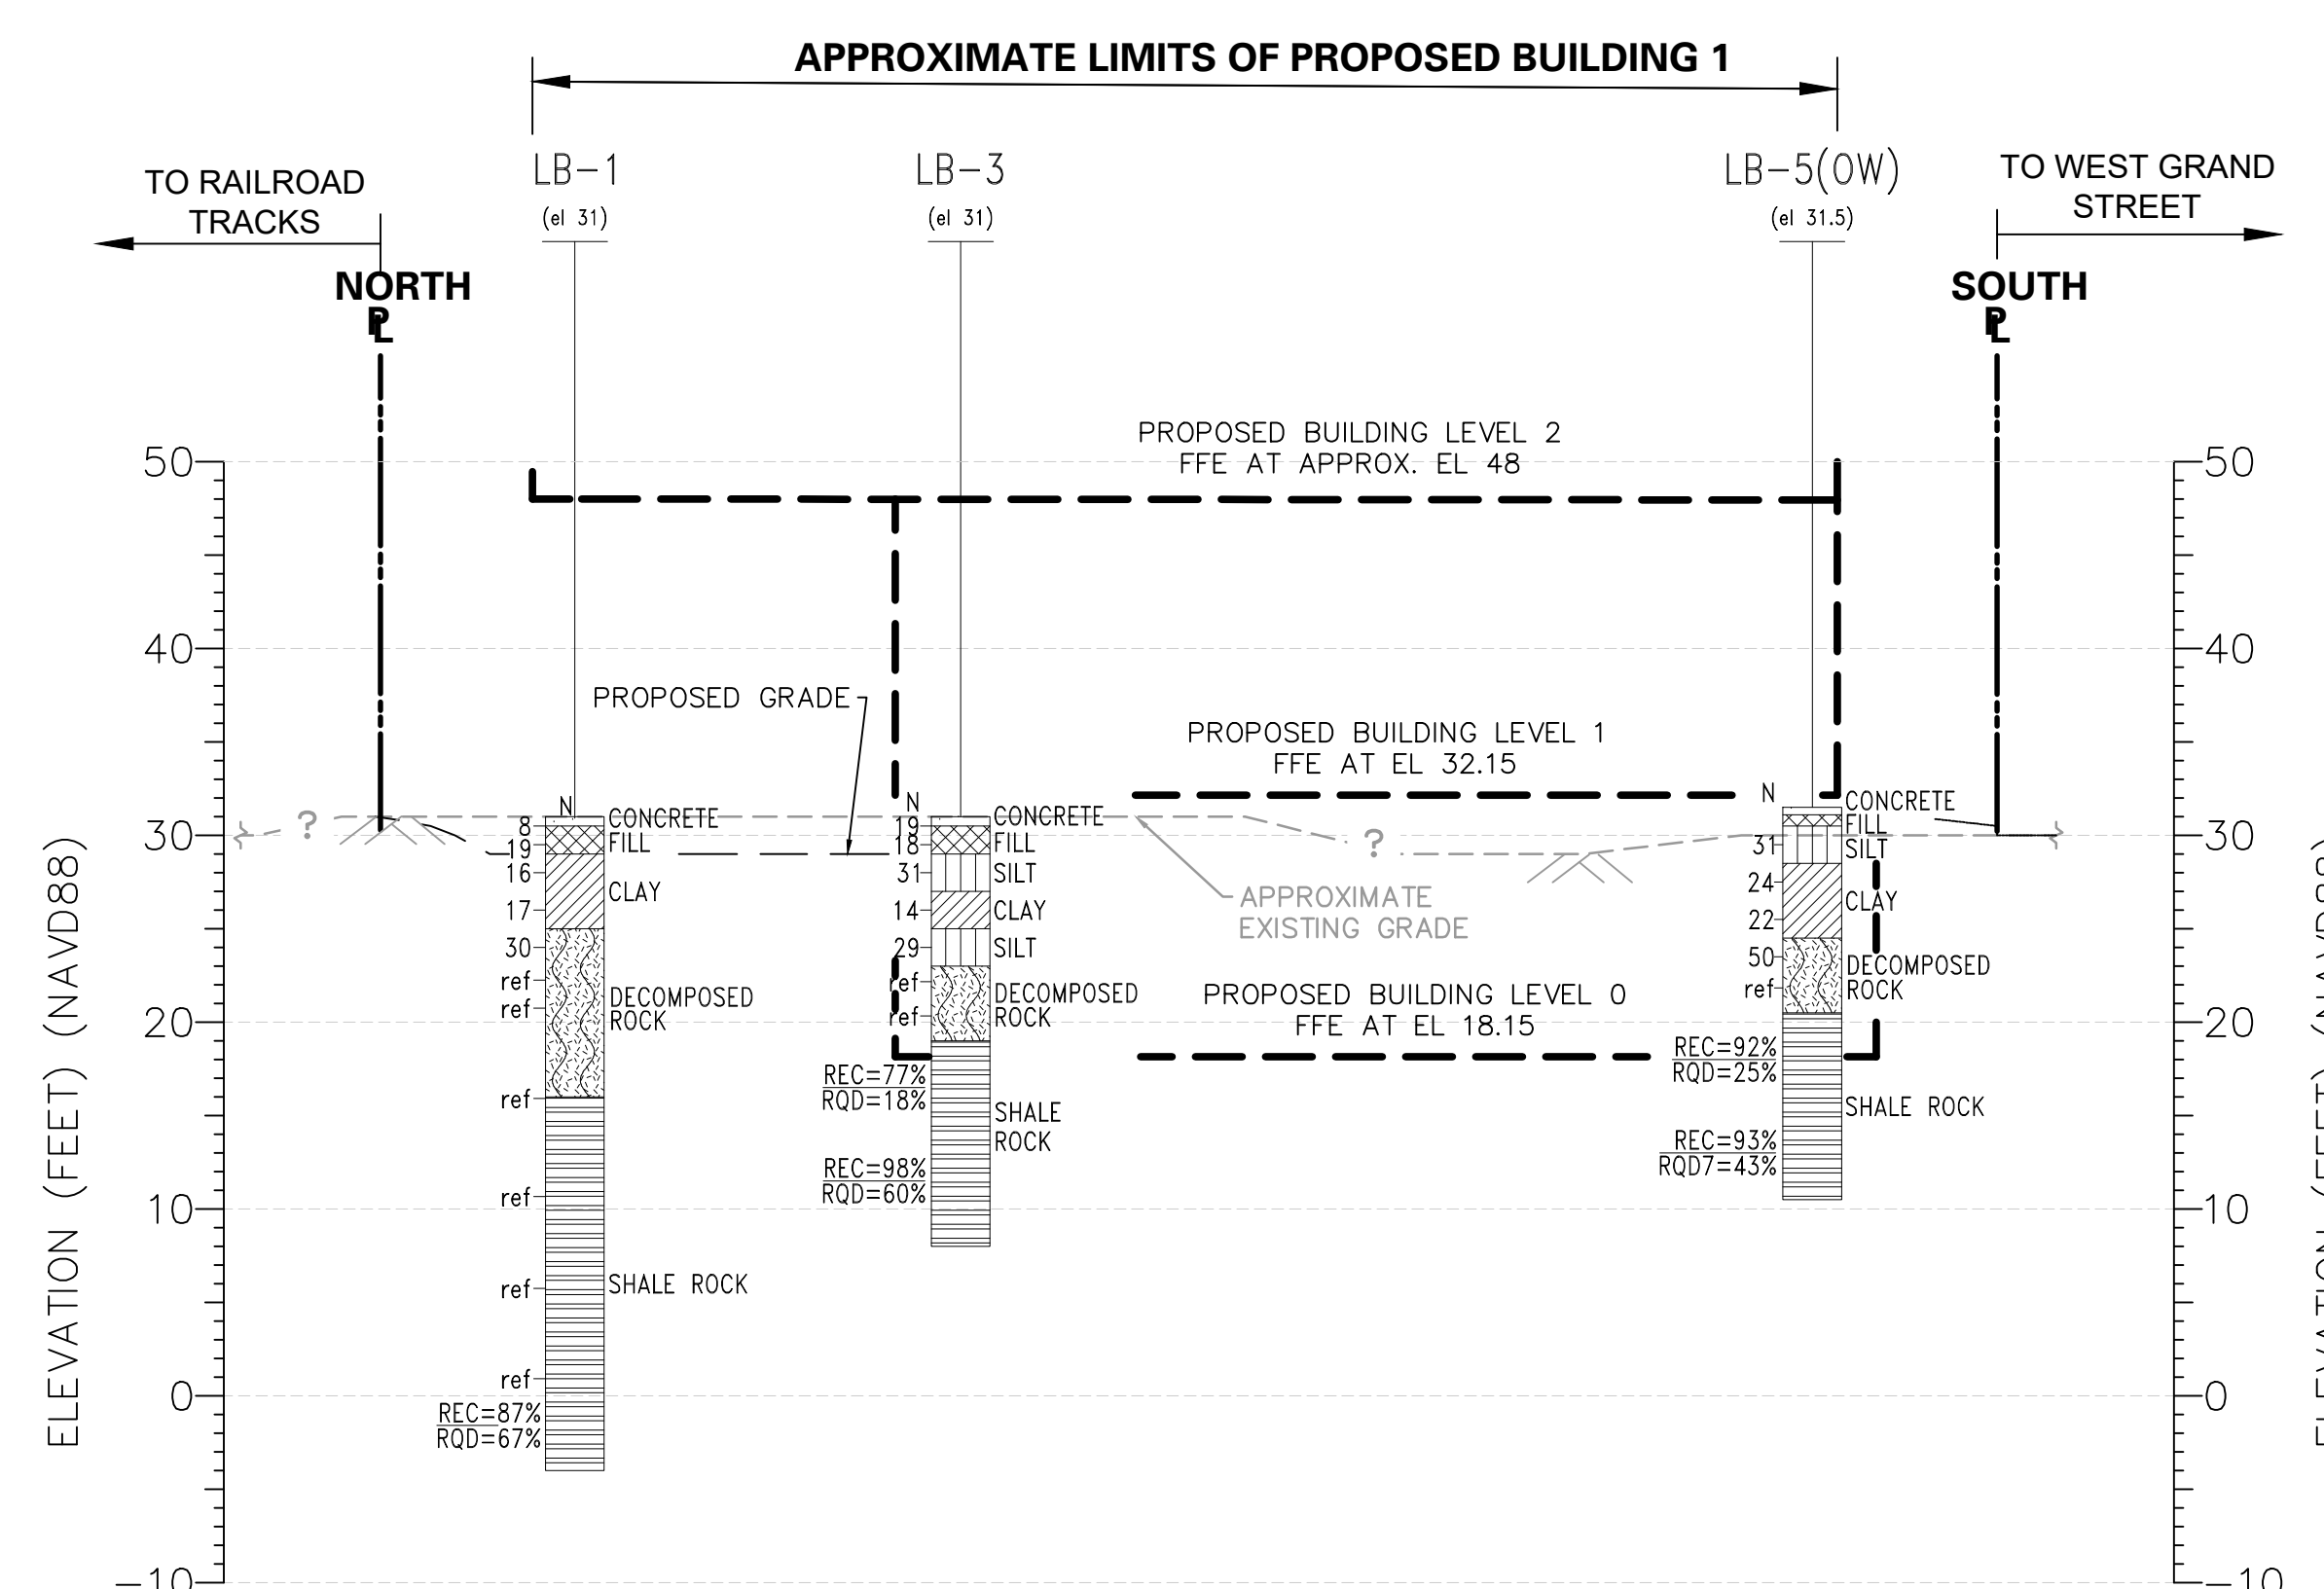 APPROXIMATE LIMITS OF PROPOSED BUILDING 1
TO RAILROAD
TRACKS
LB-1
(el 31)
LB-3
(el 31)
LB-5(OW)
(el 31.5)
TO WEST GRAND
STREET
NORTH
PL
SOUTH
PL
ELEVATION (FEET) (NAVD88)
50
40
30
20
10
0
-10
PROPOSED BUILDING LEVEL 2
FFE AT APPROX. EL 48
PROPOSED GRADE
PROPOSED BUILDING LEVEL 1
FFE AT EL 32.15
?
?
APPROXIMATE
EXISTING GRADE
PROPOSED BUILDING LEVEL 0
FFE AT EL 18.15
N
8
19
16
17
30
ref
ref
ref
ref
ref
ref
REC=87%
RQD=67%
CONCRETE
FILL
CLAY
DECOMPOSED
ROCK
SHALE ROCK
N
19
18
31
14
29
ref
ref
REC=77%
RQD=18%
REC=98%
RQD=60%
CONCRETE
FILL
SILT
CLAY
SILT
DECOMPOSED
ROCK
SHALE
ROCK
N
31
24
22
50
ref
REC=92%
RQD=25%
REC=93%
RQD7=43%
CONCRETE
FILL
SILT
CLAY
DECOMPOSED
ROCK
SHALE ROCK
50
40
30
20
10
0
-10